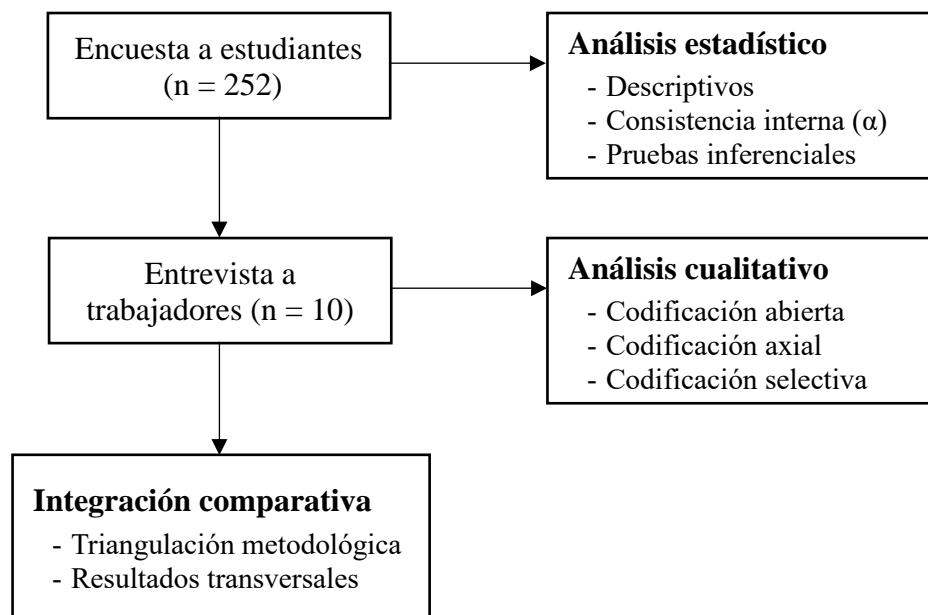 Encuesta a estudiantes
(n = 252)
Análisis estadístico
- Descriptivos
- Consistencia interna (α)
- Pruebas inferenciales
Entrevista a
trabajadores (n = 10)
Análisis cualitativo
- Codificación abierta
- Codificación axial
- Codificación selectiva
Integración comparativa
- Triangulación metodológica
- Resultados transversales